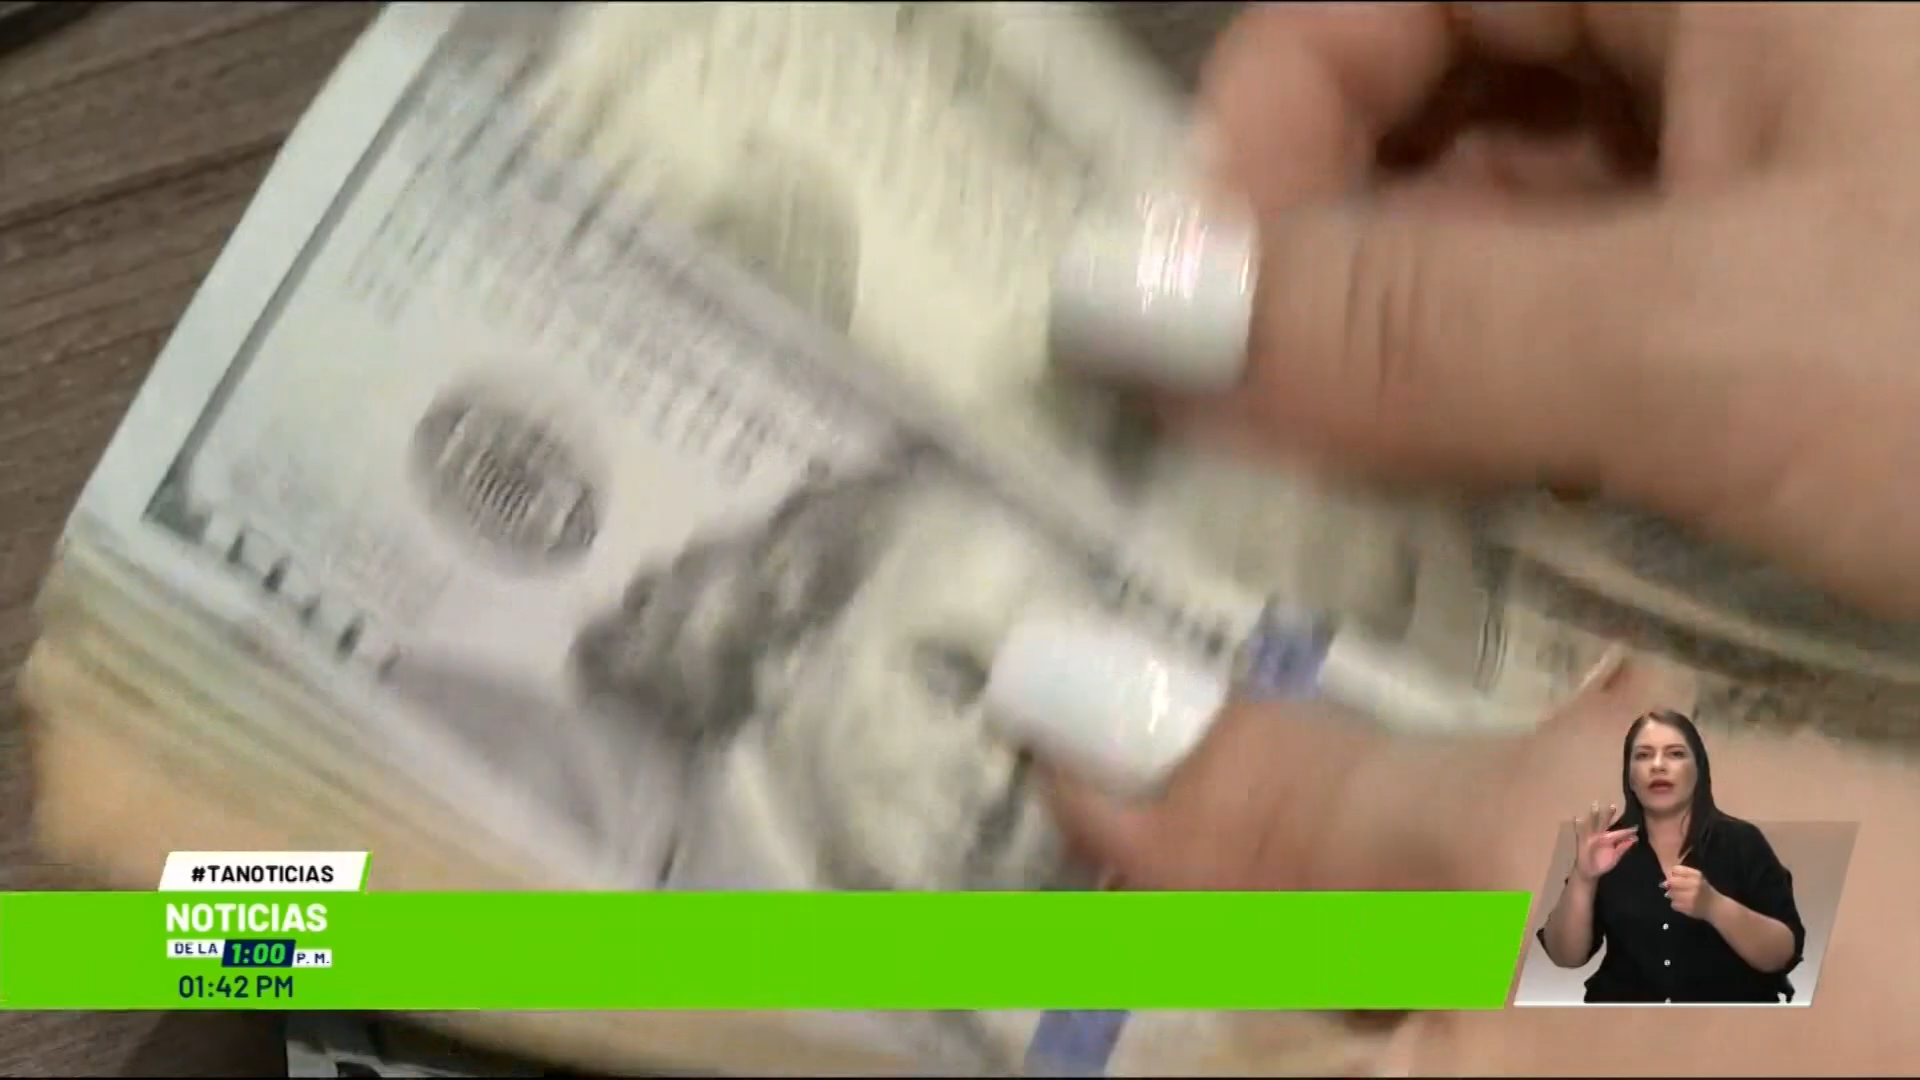 #TANOTICIAS
NOTICIAS
DE LA 1:00 P. M.
01:42 PM